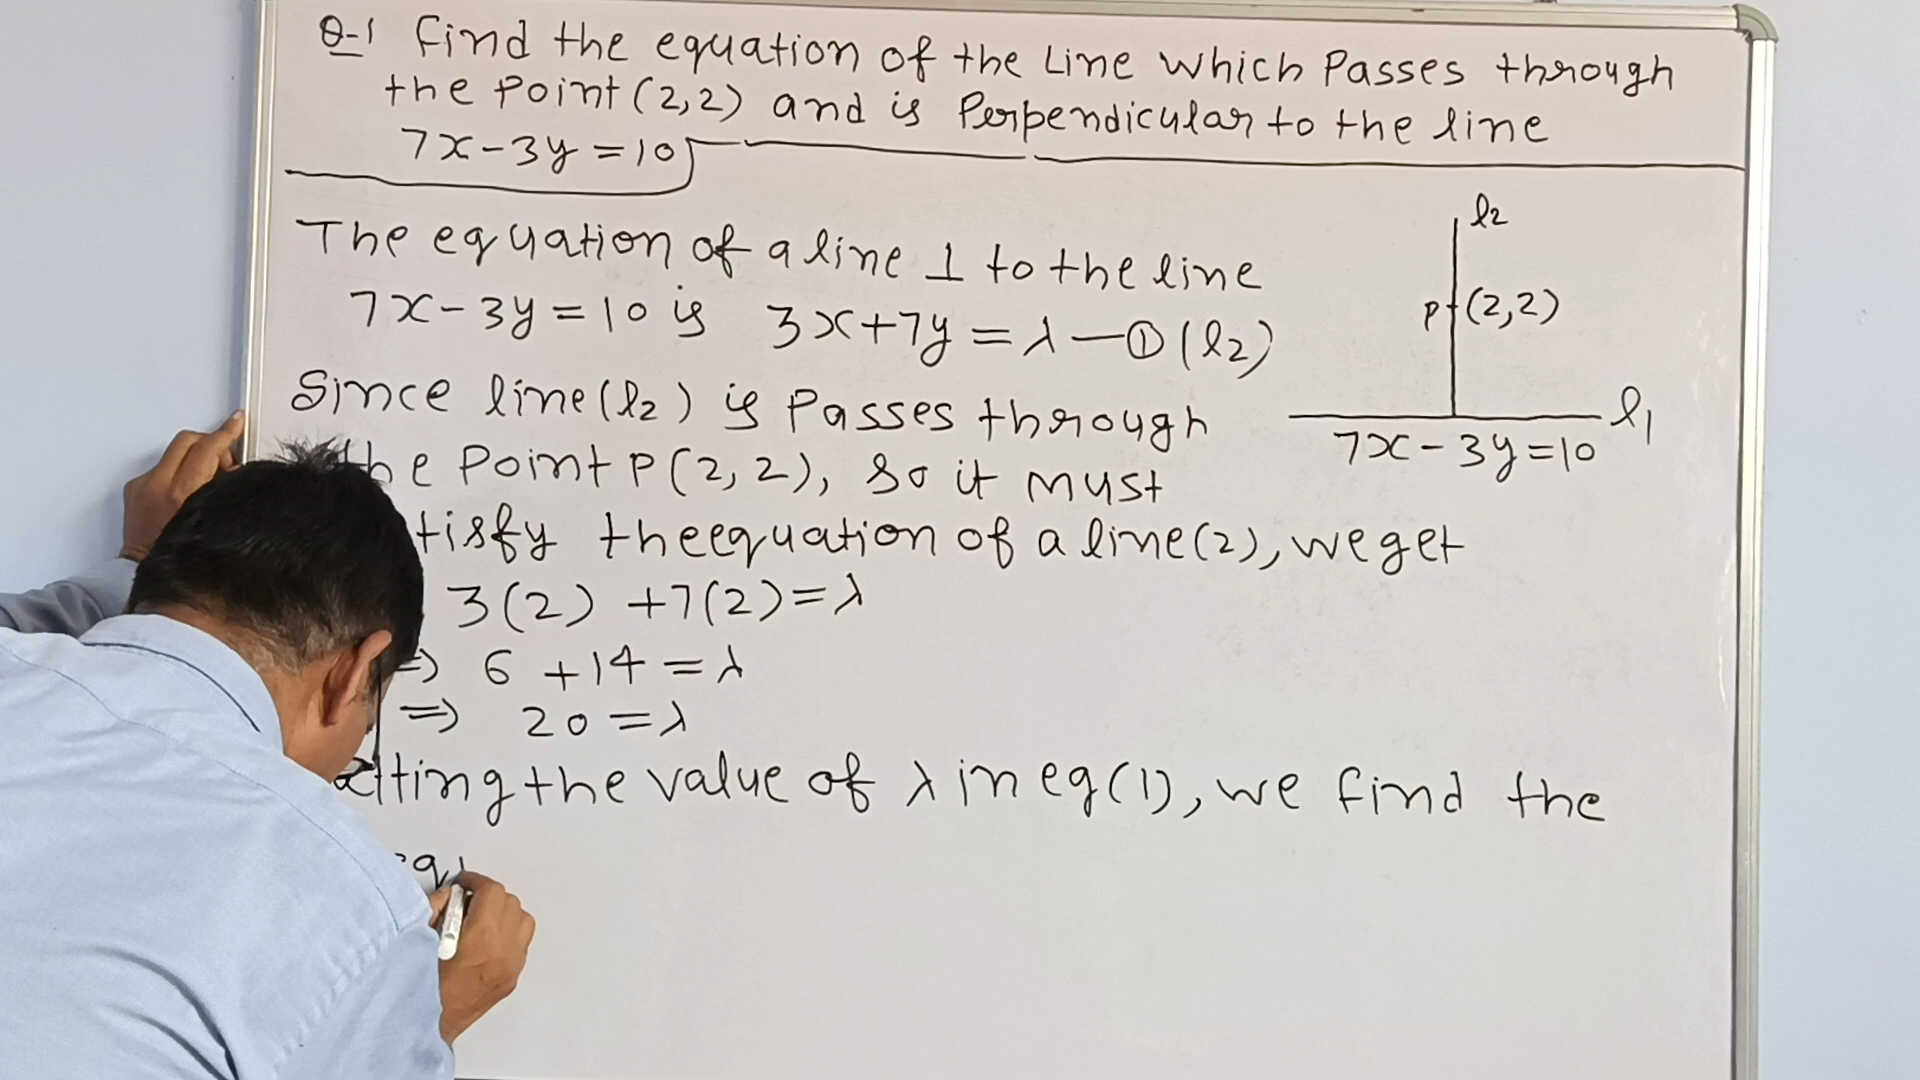 Q-1 Find the equation of the Line which Passes through
the Point (2,2) and is Perpendicular to the line
7x-3y=10
The equation of a line ⊥ to the line
7x-3y=10 is 3x+7y=λ—① (l2)
Since line (l2) is Passes through
the Point P(2,2), so it must
tisfy the equation of a line (2), we get
3(2) +7(2)=λ
⇒ 6 +14=λ
⇒ 20=λ
tting the value of λ in eq(1), we find the
eq
l2
P (2,2)
l1
7x-3y=10